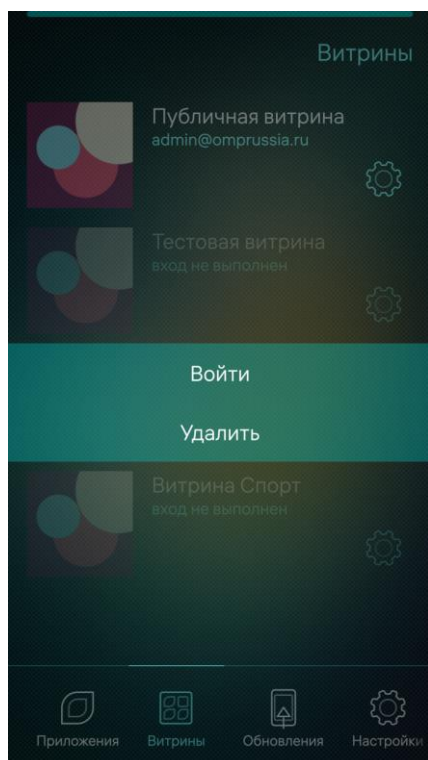 Витрины
Публичная витрина
admin@omprussia.ru
Тестовая витрина
вход не выполнен
Войти
Удалить
Витрина Спорт
вход не выполнен
Приложения Витрины Обновления Настройки